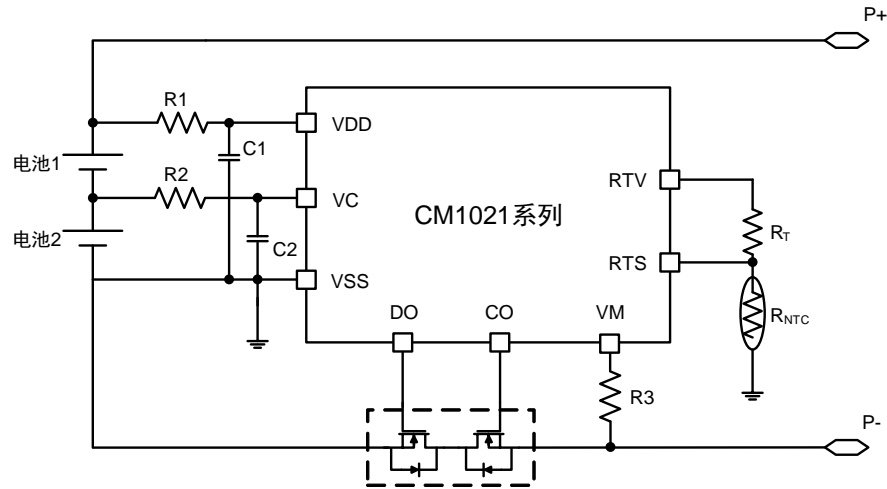 P+
R1
VDD
C1
电池1
R2
RTV
VC
CM1021系列
电池2
C2
RT
RTS
VSS
DO
CO
VM
RNTC
R3
P-